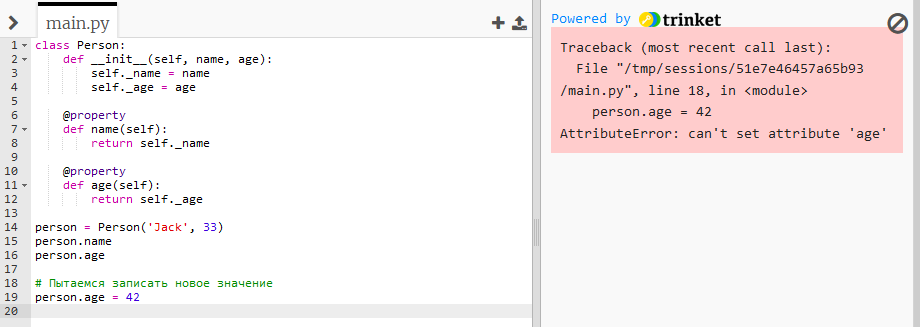 main.py
1 class Person:
2     def __init__(self, name, age):
3         self._name = name
4         self._age = age
5
6     @property
7     def name(self):
8         return self._name
9
10     @property
11     def age(self):
12         return self._age
13
14 person = Person('Jack', 33)
15 person.name
16 person.age
17
18 # Пытаемся записать новое значение
19 person.age = 42
20
Powered by trinket
Traceback (most recent call last):
  File "/tmp/sessions/51e7e46457a65b93
/main.py", line 18, in <module>
    person.age = 42
AttributeError: can't set attribute 'age'